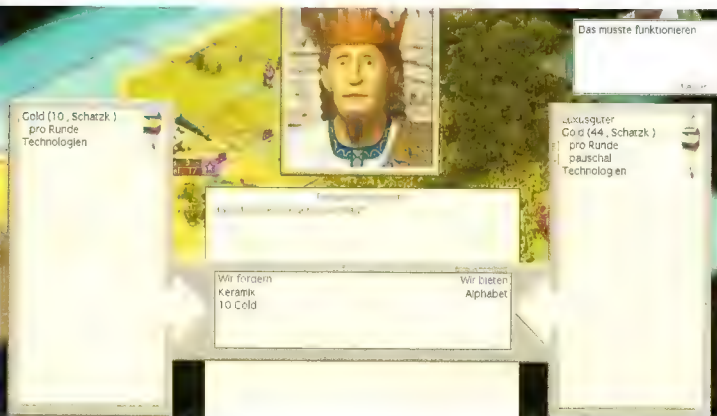 Das musste funktionieren
Gold (10, Schatzk.)
pro Runde
Technologien
Luxusgüter
Gold (44, Schatzk.)
pro Runde
pauschal
Technologien
Wir fordern
Wir bieten
Keramik
Alphabet
10 Gold